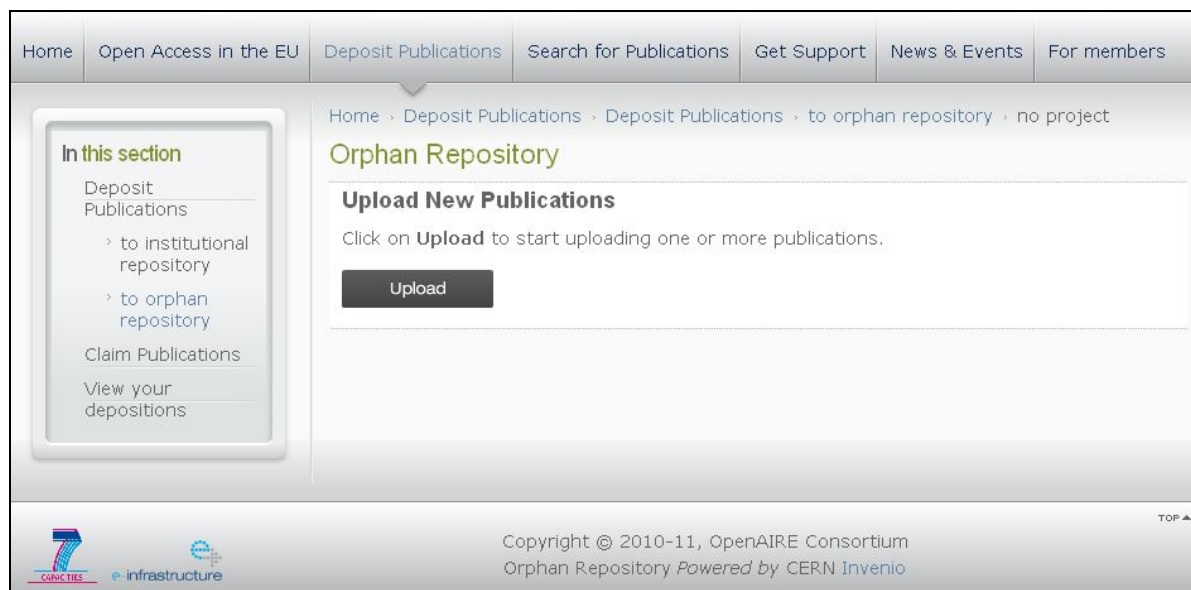 Home Open Access in the EU Deposit Publications Search for Publications Get Support News & Events For members
Home › Deposit Publications › Deposit Publications › to orphan repository › no project
In this section
Deposit
Publications
› to institutional
repository
› to orphan
repository
Claim Publications
View your
depositions
Orphan Repository
Upload New Publications
Click on Upload to start uploading one or more publications.
Upload
TOP
7
CAPACITIES
e-infrastructure
Copyright © 2010-11, OpenAIRE Consortium
Orphan Repository Powered by CERN Invenio